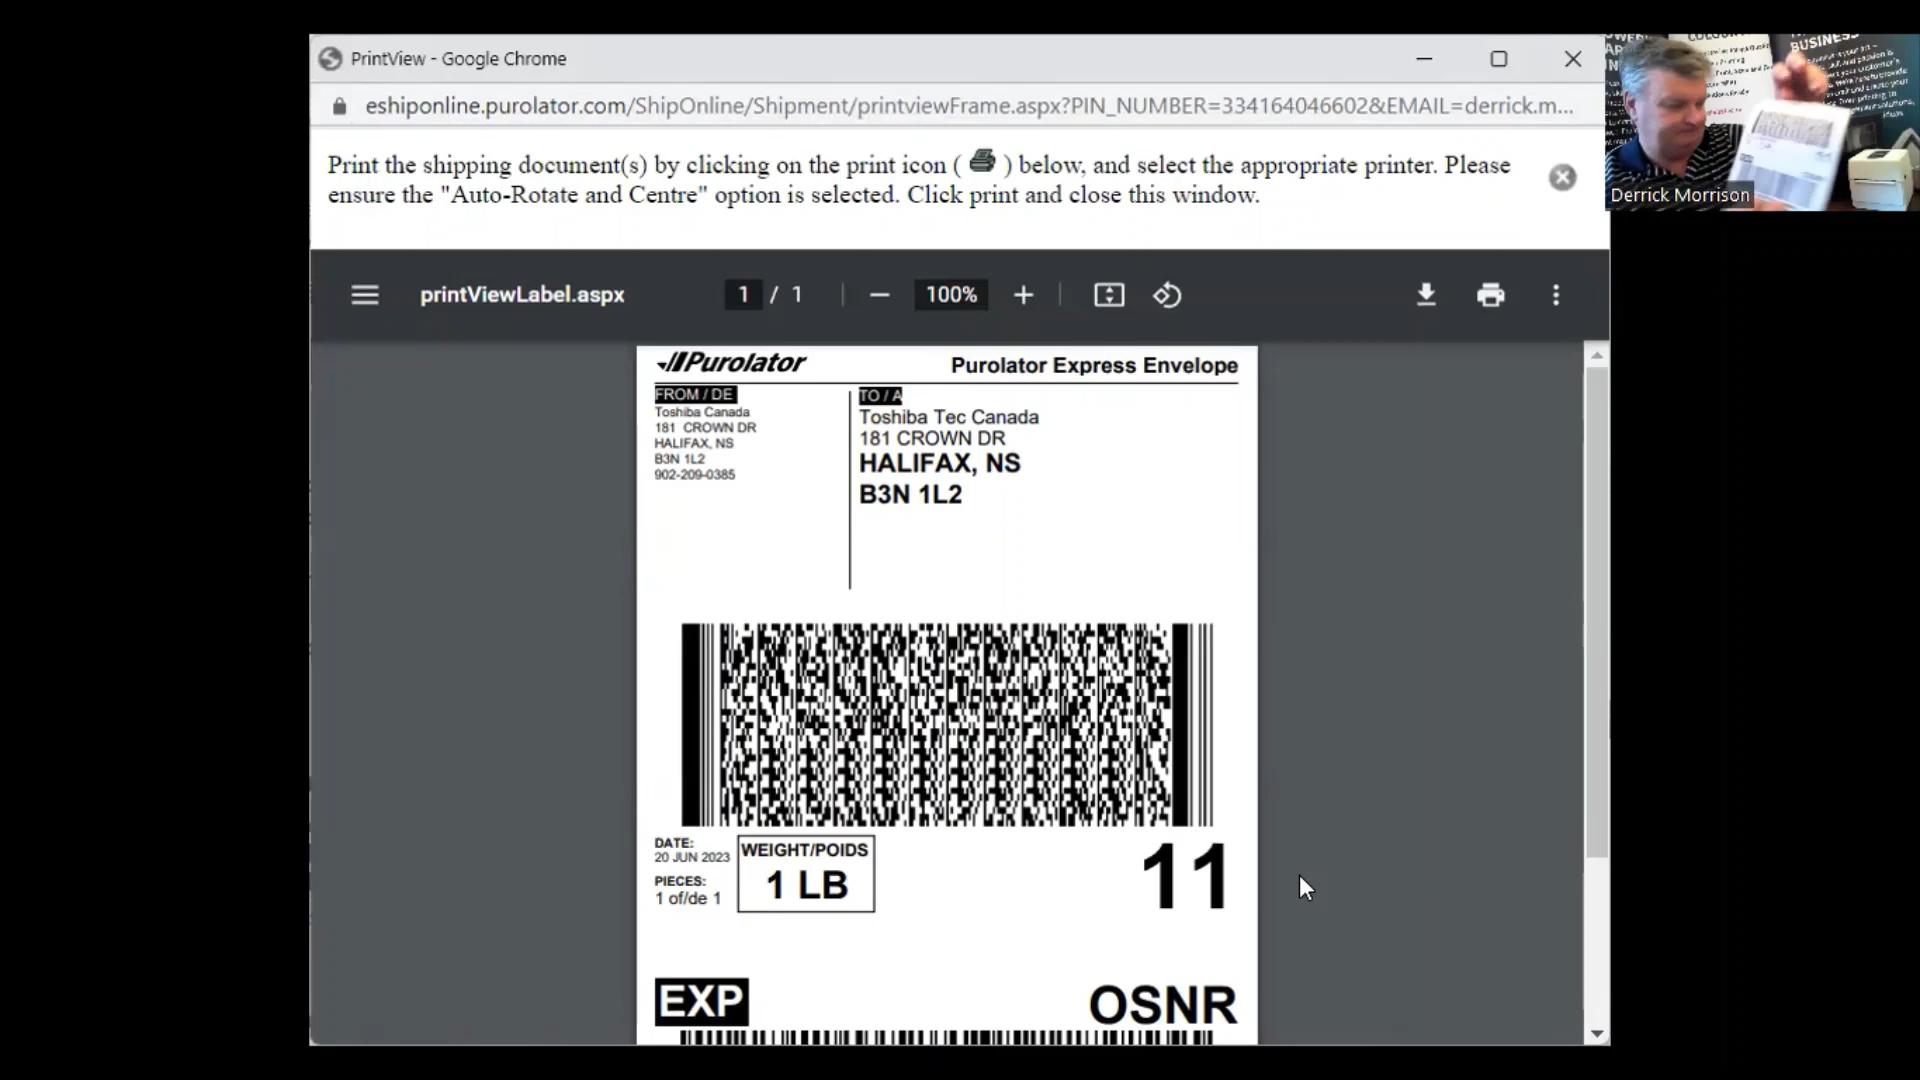 PrintView - Google Chrome
eshiponline.purolator.com/ShipOnline/Shipment/printviewFrame.aspx?PIN_NUMBER=334164046602&EMAIL=derrick.m...
Print the shipping document(s) by clicking on the print icon ( ) below, and select the appropriate printer. Please
ensure the "Auto-Rotate and Centre" option is selected. Click print and close this window.
BUSINESS
Derrick Morrison
printViewLabel.aspx
1 / 1
100%
Purolator
Purolator Express Envelope
FROM / DE
Toshiba Canada
181 CROWN DR
HALIFAX, NS
B3N 1L2
902-209-0385
TO / A
Toshiba Tec Canada
181 CROWN DR
HALIFAX, NS
B3N 1L2
DATE:
20 JUN 2023
PIECES:
1 of/de 1
WEIGHT/POIDS
1 LB
11
EXP
OSNR